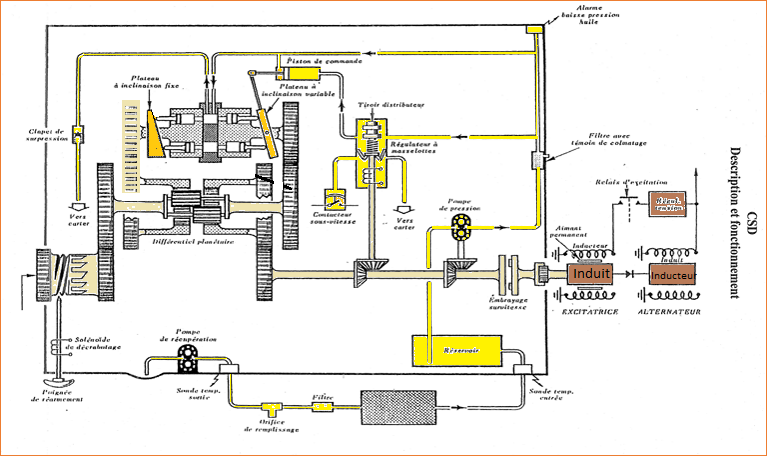 Alarme
baisse pression
huile
Piston de commande
Plateau
à inclinaison fixe
Plateau à
inclinaison variable
Tiroir distributeur
Clapet de
surpression
Régulateur à
masselottes
Filtre avec
témoin de colmatage
Relais d'excitation
Pompe
de pression
Régul.
tension
Vers
carter
Contacteur
sous-vitesse
Vers
carter
Aimant
permanent
Inducteur
Induit
Différentiel planétaire
Induit
Inducteur
Embrayage
survitesse
EXCITATRICE
ALTERNATEUR
Solénoïde
de décrabotage
Pompe
de récupération
Réservoir
Poignée
de réarmement
Sonde temp.
sortie
Filtre
Sonde temp.
entrée
Orifice
de remplissage
CSD
Description et fonctionnement